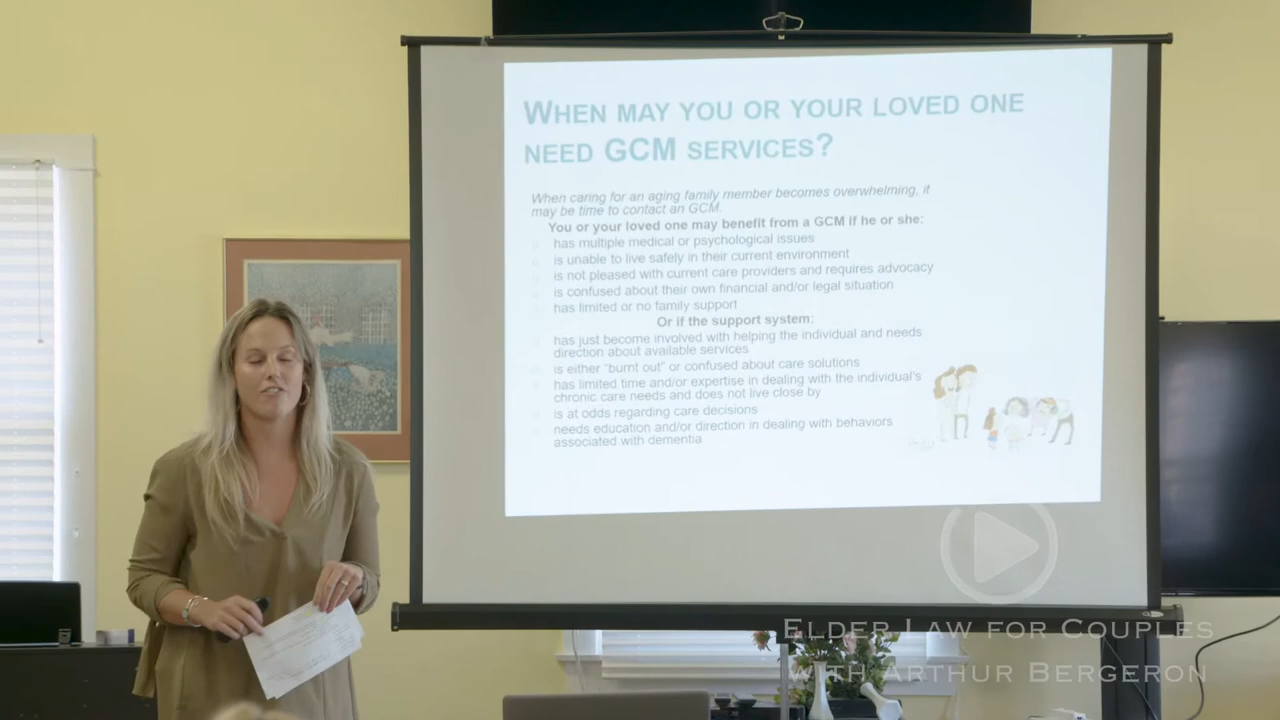 WHEN MAY YOU OR YOUR LOVED ONE
NEED GCM SERVICES?
When caring for an aging family member becomes overwhelming, it
may be time to contact an GCM.
You or your loved one may benefit from a GCM if he or she:
has multiple medical or psychological issues
is unable to live safely in their current environment
is not pleased with current care providers and requires advocacy
is confused about their own financial and/or legal situation
has limited or no family support
Or if the support system:
has just become involved with helping the individual and needs
direction about available services
is either "burnt out" or confused about care solutions
has limited time and/or expertise in dealing with the individual's
chronic care needs and does not live close by
is at odds regarding care decisions
needs education and/or direction in dealing with behaviors
associated with dementia
ELDER LAW FOR COUPLES
WITH ARTHUR BERGERON